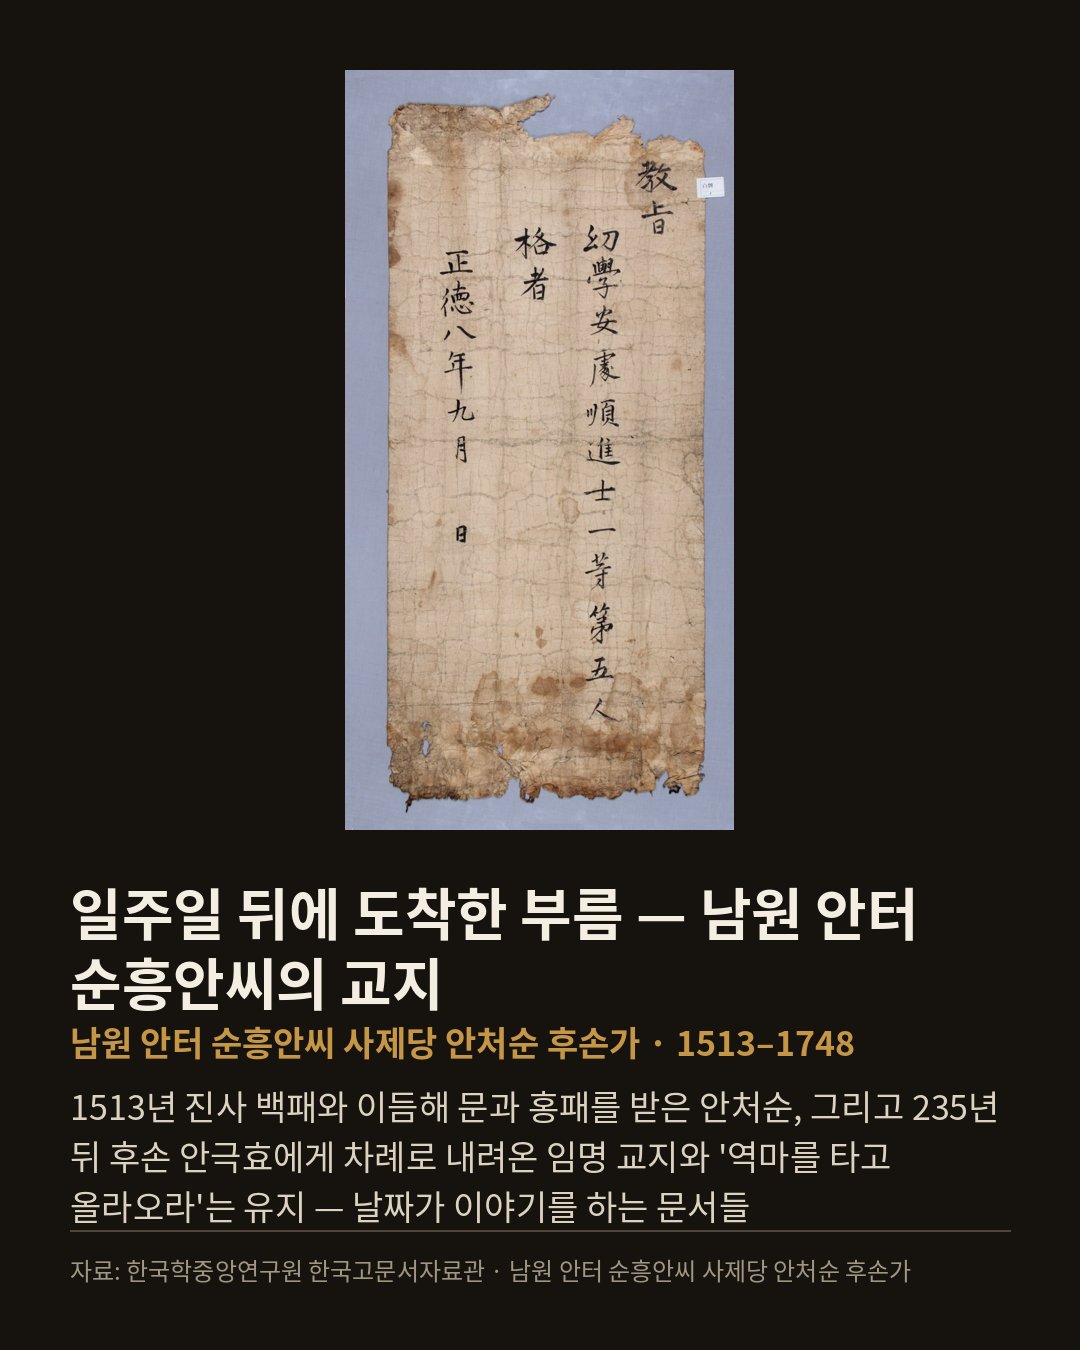 教旨
幼學安處順進士一等第五人
格者
正德八年九月 日
일주일 뒤에 도착한 부름 — 남원 안터
순흥안씨의 교지
남원 안터 순흥안씨 사제당 안처순 후손가 · 1513–1748
1513년 진사 백패와 이듬해 문과 홍패를 받은 안처순, 그리고 235년
뒤 후손 안극효에게 차례로 내려온 임명 교지와 '역마를 타고
올라오라'는 유지 — 날짜가 이야기를 하는 문서들
자료: 한국학중앙연구원 한국고문서자료관 · 남원 안터 순흥안씨 사제당 안처순 후손가